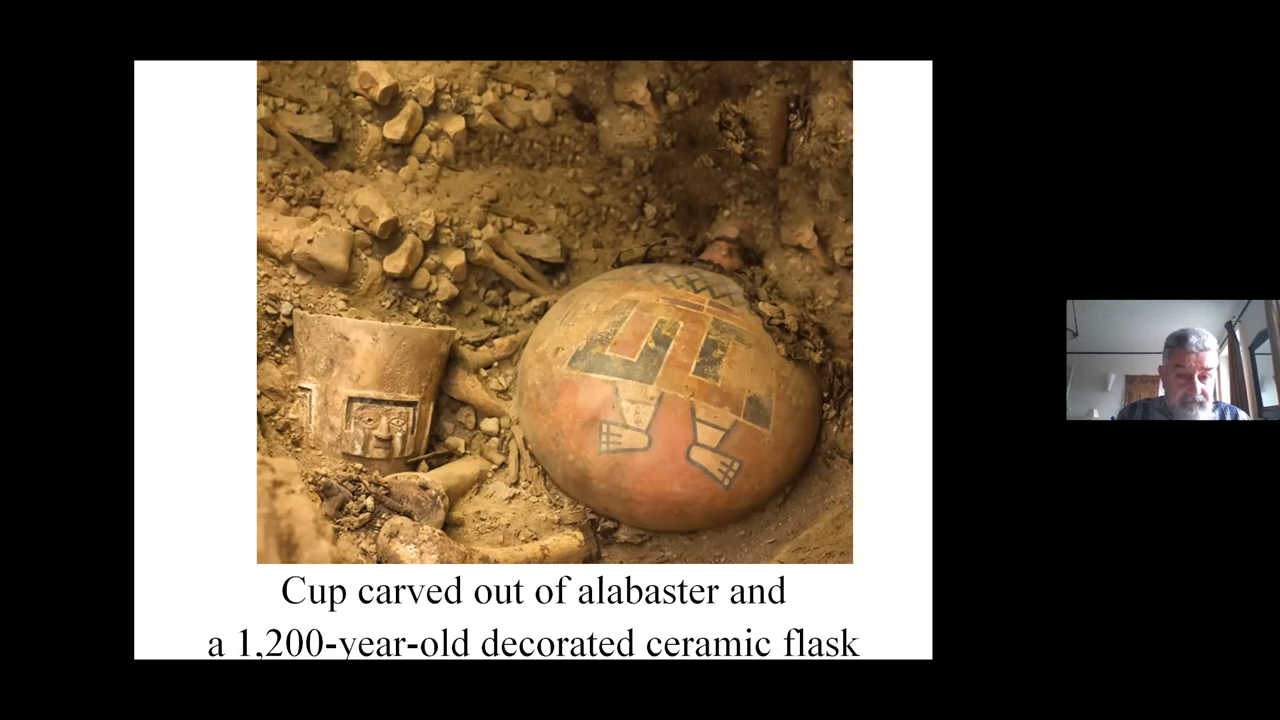 Cup carved out of alabaster and
a 1,200-year-old decorated ceramic flask